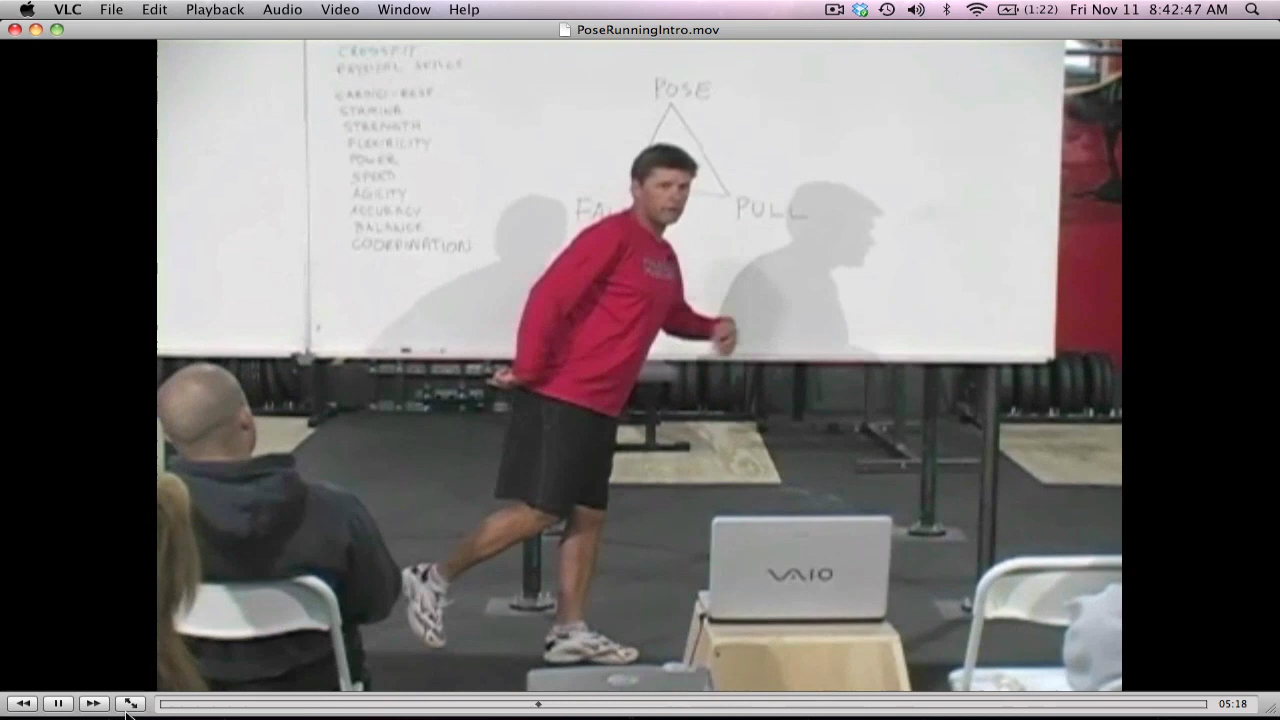 VLC File Edit Playback Audio Video Window Help (1:22) Fri Nov 11 8:42:47 AM
PoseRunningIntro.mov
CROSSFIT
PHYSICAL SKILLS
CARDIO-RESP
STAMINA
STRENGTH
FLEXIBILITY
POWER
SPEED
AGILITY
ACCURACY
BALANCE
COORDINATION
POSE
PULL
VAIO
05:18